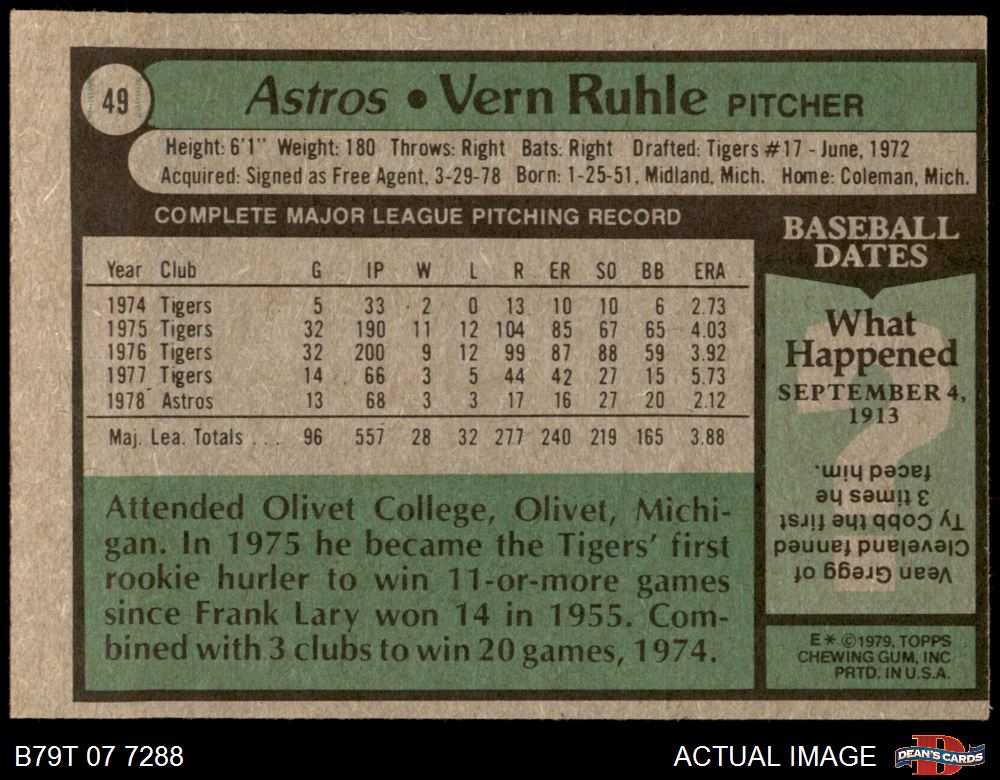 49
Astros • Vern Ruhle PITCHER
Height: 6'1" Weight: 180 Throws: Right Bats: Right Drafted: Tigers #17 - June, 1972
Acquired: Signed as Free Agent, 3-29-78 Born: 1-25-51, Midland, Mich. Home: Coleman, Mich.
COMPLETE MAJOR LEAGUE PITCHING RECORD
Year Club G IP W L R ER SO BB ERA
1974 Tigers 5 33 2 0 13 10 10 6 2.73
1975 Tigers 32 190 11 12 104 85 67 65 4.03
1976 Tigers 32 200 9 12 99 87 88 59 3.92
1977 Tigers 14 66 3 5 44 42 27 15 5.73
1978 Astros 13 68 3 3 17 16 27 20 2.12
Maj. Lea. Totals ... 96 557 28 32 277 240 219 165 3.88
Attended Olivet College, Olivet, Michi-
gan. In 1975 he became the Tigers' first
rookie hurler to win 11-or-more games
since Frank Lary won 14 in 1955. Com-
bined with 3 clubs to win 20 games, 1974.
BASEBALL
DATES
What
Happened
SEPTEMBER 4,
1913
Vean Gregg of
Cleveland fanned
Ty Cobb the first
3 times he
faced him.
E * ©1979, TOPPS
CHEWING GUM, INC
PRTD. IN U.S.A.
B79T 07 7288
ACTUAL IMAGE
DEAN'S CARDS